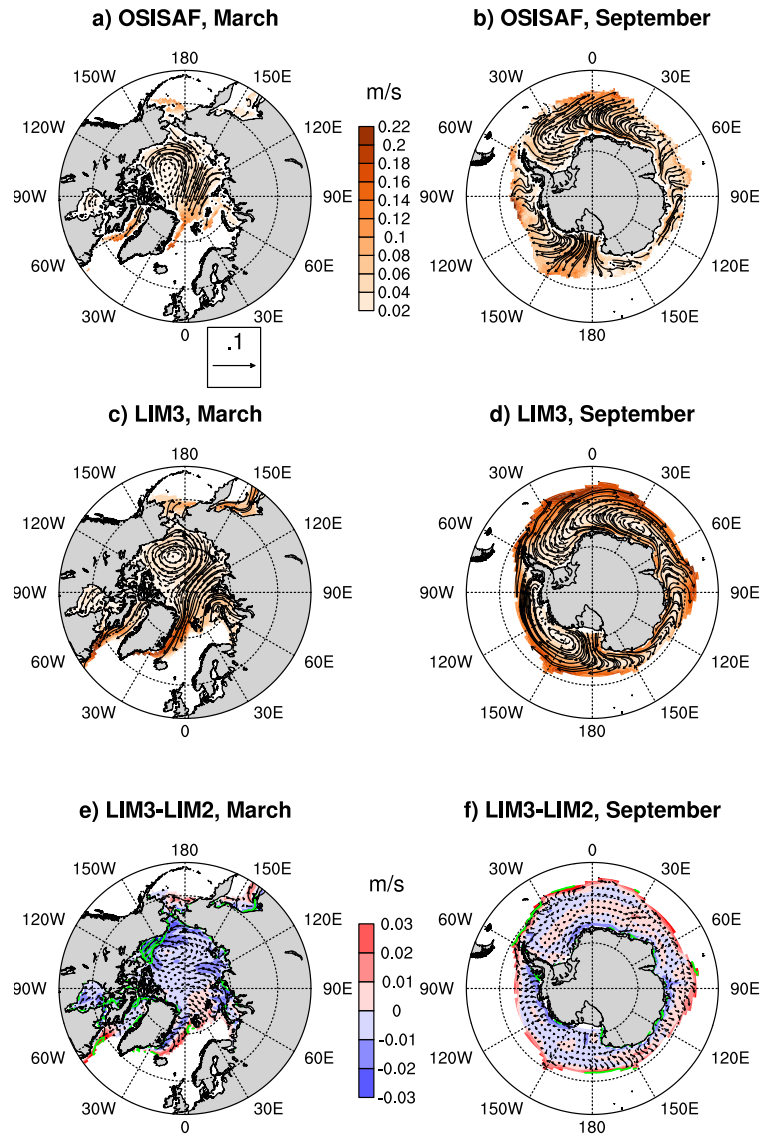 a) OSISAF, March
b) OSISAF, September
180
150W
150E
120W
120E
90W
90E
60W
60E
30W
30E
0
m/s
0.22
0.2
0.18
0.16
0.14
0.12
0.1
0.08
0.06
0.04
0.02
0
30E
60E
90W
90E
120W
120E
150W
150E
180
.1
c) LIM3, March
d) LIM3, September
180
150W
150E
120W
120E
90W
90E
60W
60E
30W
30E
0
0
30E
60E
90W
90E
120W
120E
150W
150E
180
e) LIM3-LIM2, March
f) LIM3-LIM2, September
180
150W
150E
120W
120E
90W
90E
60W
60E
30W
30E
0
m/s
0.03
0.02
0.01
0
-0.01
-0.02
-0.03
0
30E
60E
90W
90E
120W
120E
150W
150E
180